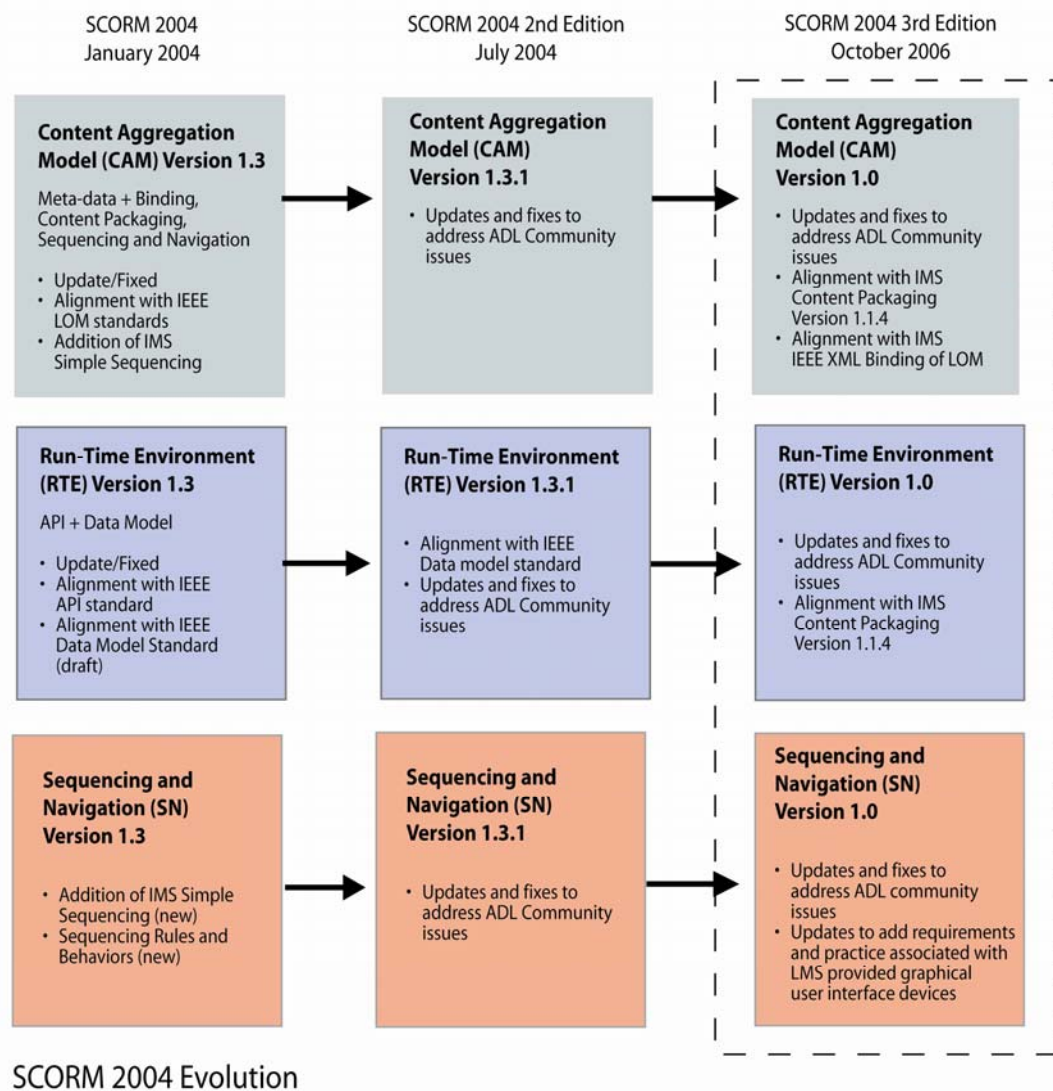 SCORM 2004
January 2004
SCORM 2004 2nd Edition
July 2004
SCORM 2004 3rd Edition
October 2006
Content Aggregation
Model (CAM) Version 1.3
Meta-data + Binding,
Content Packaging,
Sequencing and Navigation
• Update/Fixed
• Alignment with IEEE
LOM standards
• Addition of IMS
Simple Sequencing
Content Aggregation
Model (CAM)
Version 1.3.1
• Updates and fixes to
address ADL Community
issues
Content Aggregation
Model (CAM)
Version 1.0
• Updates and fixes to
address ADL Community
issues
• Alignment with IMS
Content Packaging
Version 1.1.4
• Alignment with IMS
IEEE XML Binding of LOM
Run-Time Environment
(RTE) Version 1.3
API + Data Model
• Update/Fixed
• Alignment with IEEE
API standard
• Alignment with IEEE
Data Model Standard
(draft)
Run-Time Environment
(RTE) Version 1.3.1
• Alignment with IEEE
Data model standard
• Updates and fixes to
address ADL Community
issues
Run-Time Environment
(RTE) Version 1.0
• Updates and fixes to
address ADL Community
issues
• Alignment with IMS
Content Packaging
Version 1.1.4
Sequencing and
Navigation (SN)
Version 1.3
• Addition of IMS Simple
Sequencing (new)
• Sequencing Rules and
Behaviors (new)
Sequencing and
Navigation (SN)
Version 1.3.1
• Updates and fixes to
address ADL Community
issues
Sequencing and
Navigation (SN)
Version 1.0
• Updates and fixes to
address ADL community
issues
• Updates to add requirements
and practice associated with
LMS provided graphical
user interface devices
SCORM 2004 Evolution